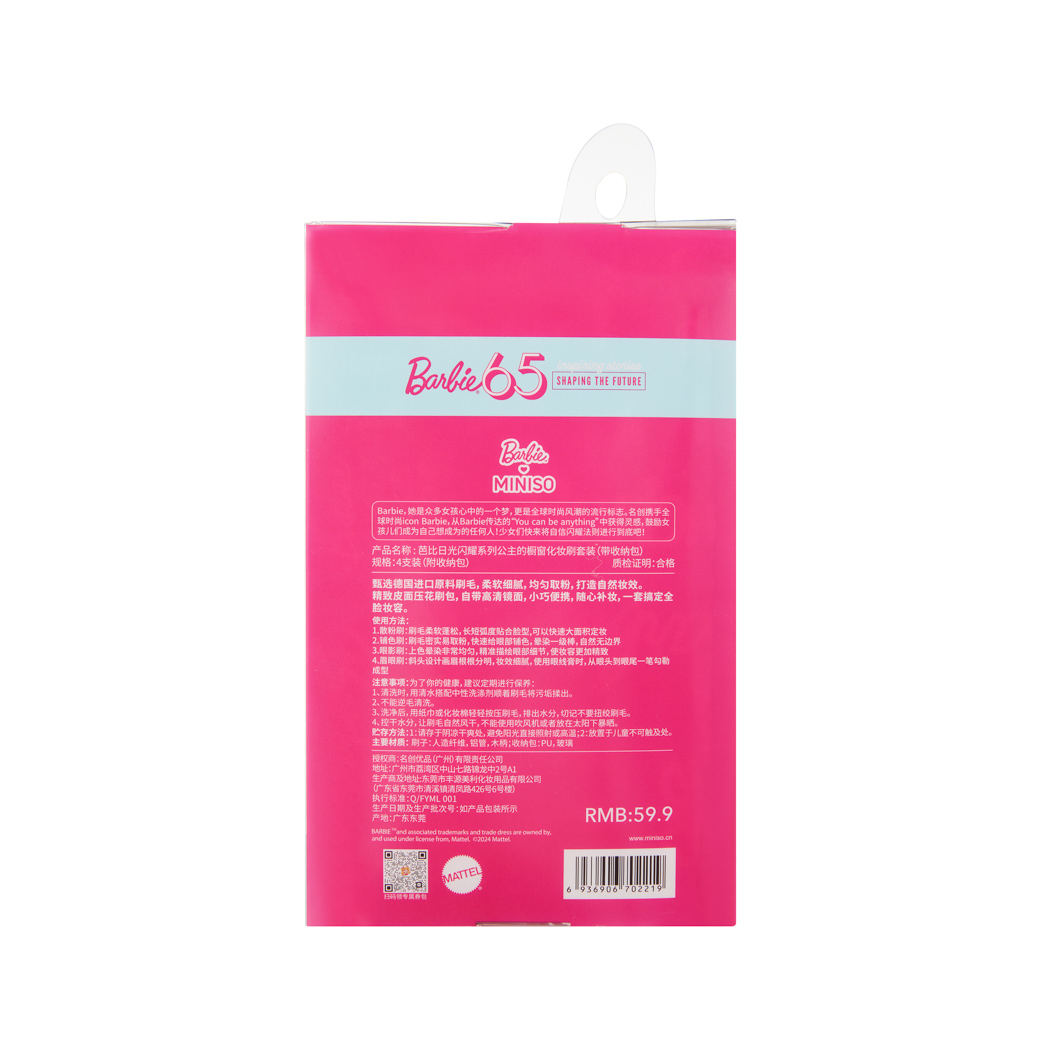 Barbie® 65 inspiring stories
SHAPING THE FUTURE
Barbie®
MINISO
Barbie，她是众多女孩心中的一个梦，更是全球时尚风潮的流行标志。名创携手全
球时尚icon Barbie，从Barbie传达的“You can be anything”中获得灵感，鼓励女
孩儿们成为自己想成为的任何人！少女们快来将自信闪耀法则进行到底吧！
产品名称：芭比日光闪耀系列公主的橱窗化妆刷套装（带收纳包）
规格：4支装（附收纳包） 质检证明：合格
甄选德国进口原料刷毛，柔软细腻，均匀取粉，打造自然妆效。
精致皮面压花刷包，自带高清镜面，小巧便携，随心补妆，一套搞定全
脸妆容。
使用方法：
1.散粉刷：刷毛柔软蓬松，长短弧度贴合脸型，可以快速大面积定妆
2.铺色刷：刷毛密实易取粉，快速给眼部铺色，晕染一级棒，自然无边界
3.眼影刷：上色晕染非常均匀，精准描绘眼部细节，使妆容更加精致
4.眉眼刷：斜头设计画眉根根分明，妆效细腻，使用眼线膏时，从眼头到眼尾一笔勾勒
成型
注意事项：为了你的健康，建议定期进行保养：
1、清洗时，用清水搭配中性洗涤剂顺着刷毛将污垢揉出。
2、不能逆毛清洗。
3、洗净后，用纸巾或化妆棉轻轻按压刷毛，排出水分，切记不要扭绞刷毛。
4、控干水分，让刷毛自然风干，不能使用吹风机或者放在太阳下暴晒。
贮存方法：1：请存于阴凉干爽处，避免阳光直接照射或高温；2：放置于儿童不可触及处。
主要材质：刷子：人造纤维，铝管，木柄；收纳包：PU，玻璃
授权商：名创优品（广州）有限责任公司
地址：广州市荔湾区中山七路锦龙中2号A1
生产商及地址：东莞市丰源美利化妆用品有限公司
（广东省东莞市清溪镇清凤路426号6号楼）
执行标准：Q/FYML 001
生产日期及生产批次号：如产品包装所示
产地：广东东莞
RMB:59.9
BARBIE™and associated trademarks and trade dress are owned by,
and used under license from, Mattel. ©2024 Mattel.
www.miniso.cn
MATTEL®
扫码领专属券包
6 936906 702219